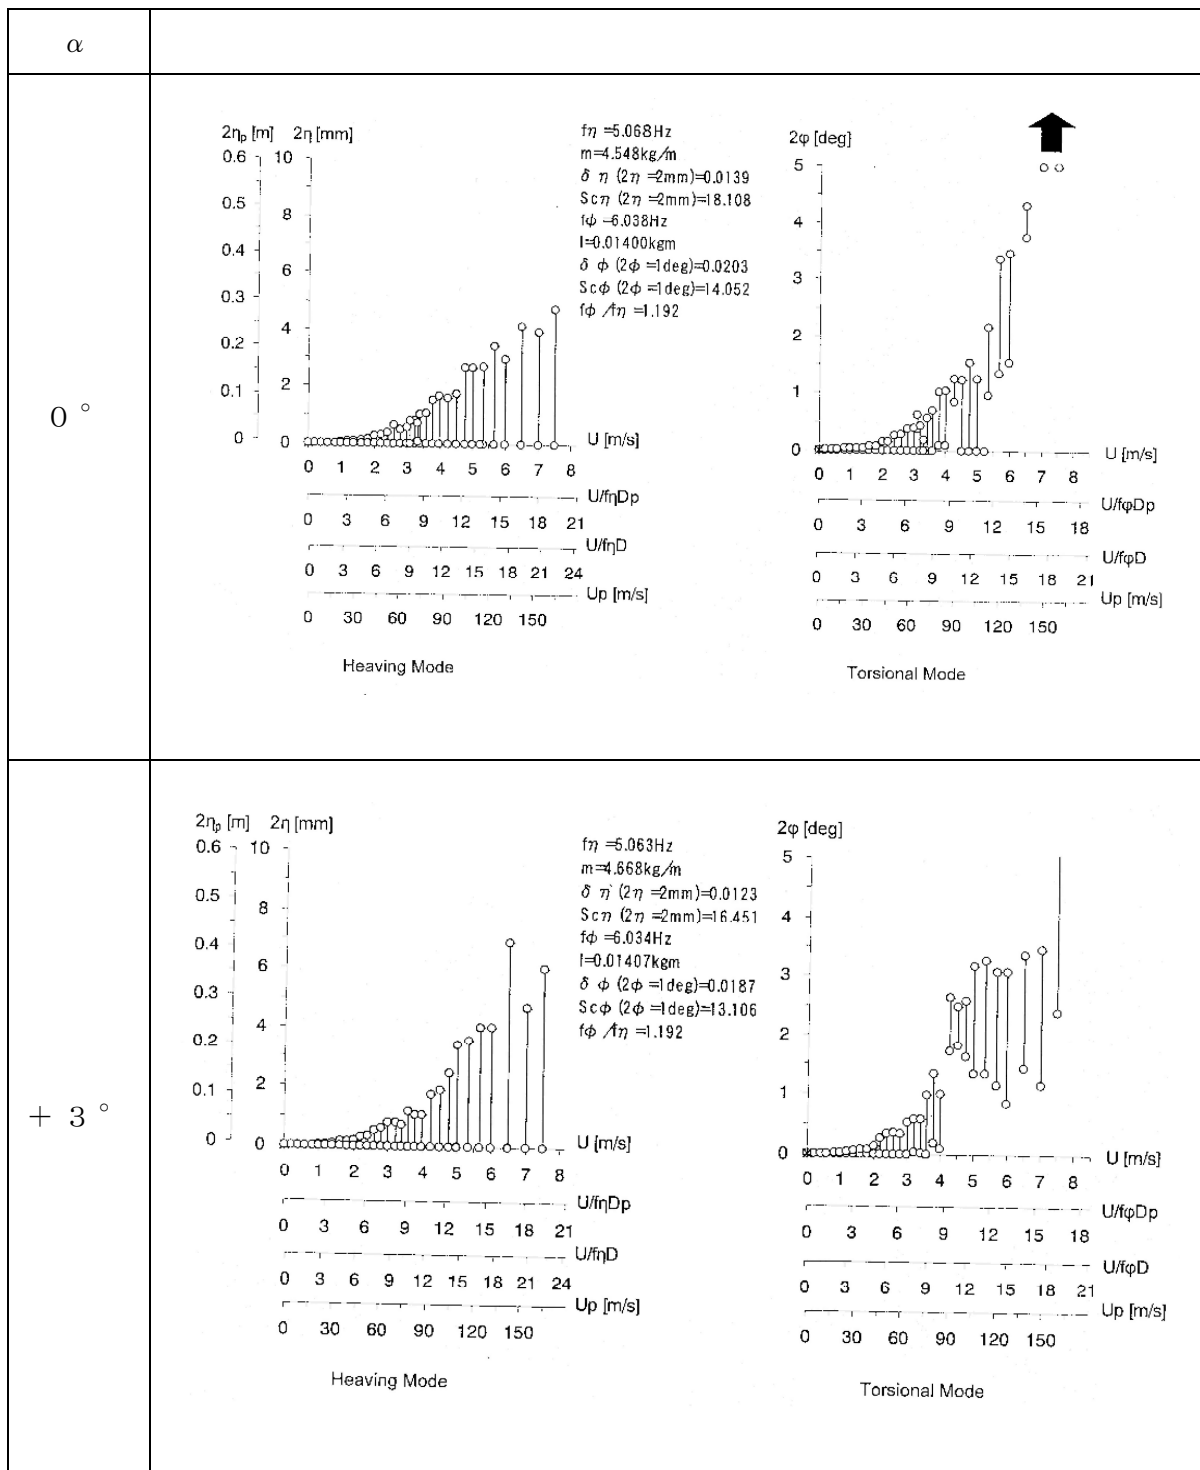 α
0 °
2ηp [m] 2η [mm]
0.6 10
0.5
8
0.4
6
0.3
4
0.2
2
0.1
0 0
fη =5.068Hz
m=4.548kg/m
δ η (2η =2mm)=0.0139
Scη (2η =2mm)=18.108
fφ =6.038Hz
I=0.01400kgm
δ φ (2φ =1deg)=0.0203
Scφ (2φ =1deg)=14.052
fφ /fη =1.192
U [m/s]
0 1 2 3 4 5 6 7 8
U/fηDp
0 3 6 9 12 15 18 21
U/fηD
0 3 6 9 12 15 18 21 24
Up [m/s]
0 30 60 90 120 150
Heaving Mode
2φ [deg]
5
4
3
2
1
0
U [m/s]
0 1 2 3 4 5 6 7 8
U/fφDp
0 3 6 9 12 15 18
U/fφD
0 3 6 9 12 15 18 21
Up [m/s]
0 30 60 90 120 150
Torsional Mode
+ 3 °
2ηp [m] 2η [mm]
0.6 10
0.5
8
0.4
6
0.3
4
0.2
2
0.1
0 0
fη =5.063Hz
m=4.668kg/m
δ η (2η =2mm)=0.0123
Scη (2η =2mm)=16.451
fφ =6.034Hz
I=0.01407kgm
δ φ (2φ =1deg)=0.0187
Scφ (2φ =1deg)=13.106
fφ /fη =1.192
U [m/s]
0 1 2 3 4 5 6 7 8
U/fηDp
0 3 6 9 12 15 18 21
U/fηD
0 3 6 9 12 15 18 21 24
Up [m/s]
0 30 60 90 120 150
Heaving Mode
2φ [deg]
5
4
3
2
1
0
U [m/s]
0 1 2 3 4 5 6 7 8
U/fφDp
0 3 6 9 12 15 18
U/fφD
0 3 6 9 12 15 18 21
Up [m/s]
0 30 60 90 120 150
Torsional Mode